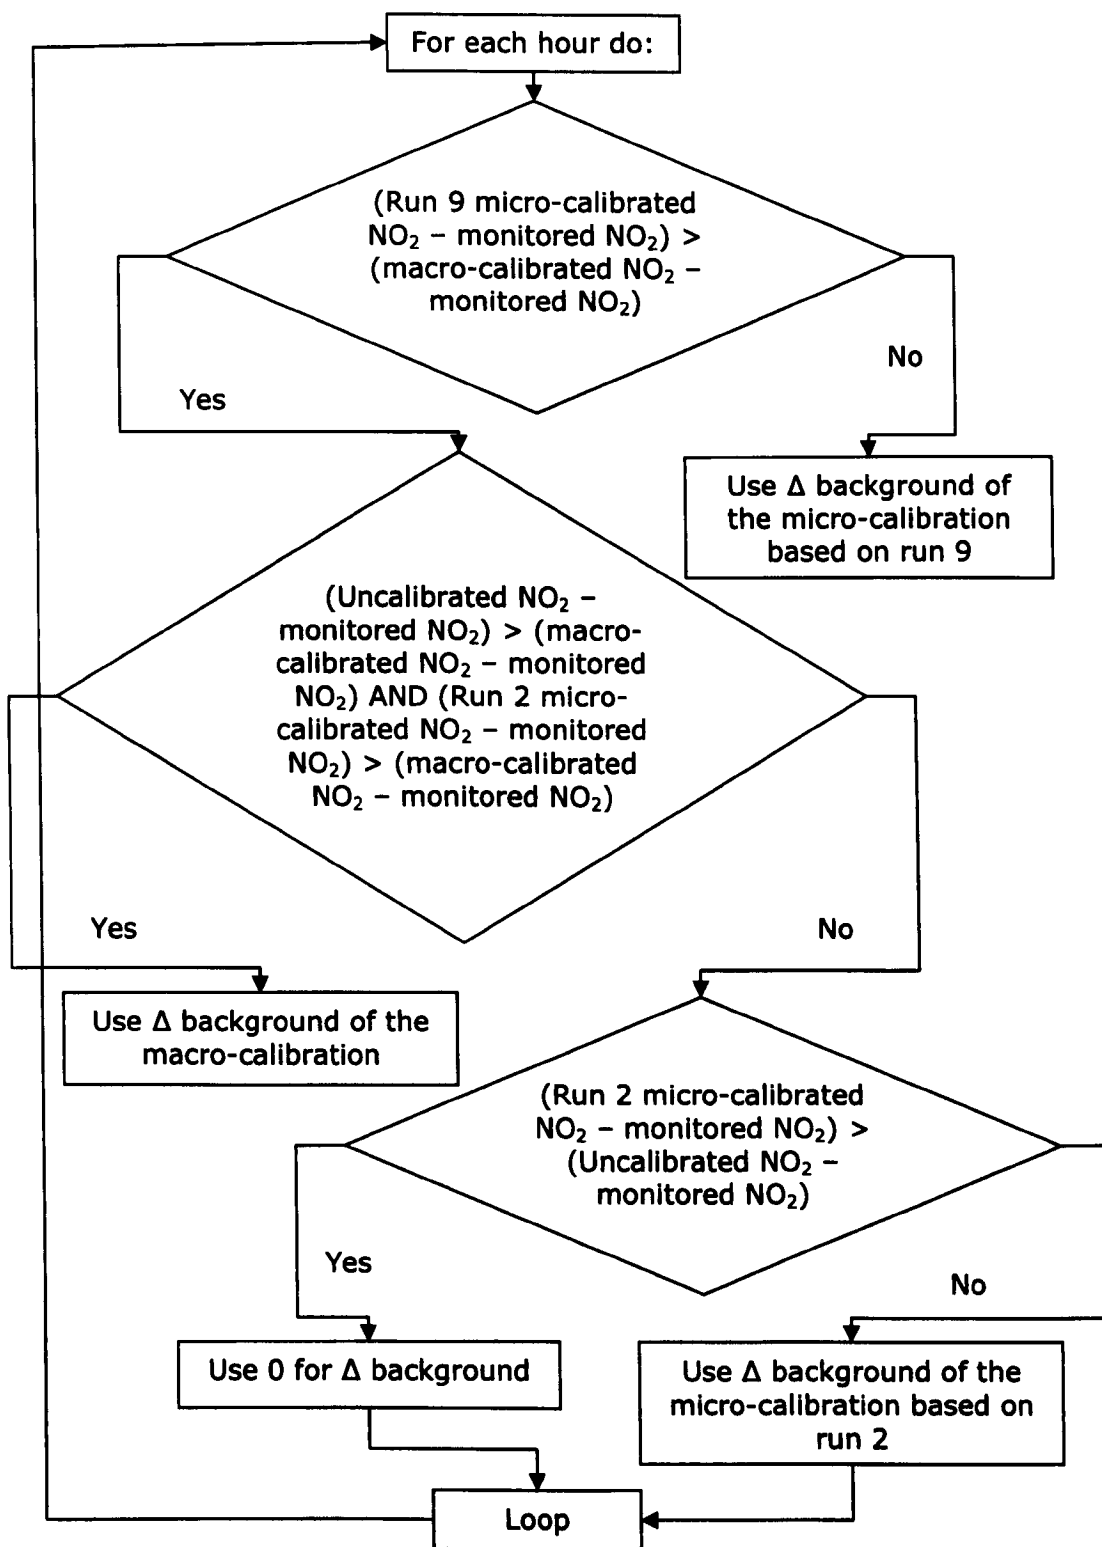 For each hour do:
(Run 9 micro-calibrated
NO₂ – monitored NO₂) >
(macro-calibrated NO₂ –
monitored NO₂)
No
Yes
Use Δ background of
the micro-calibration
based on run 9
(Uncalibrated NO₂ –
monitored NO₂) > (macro-
calibrated NO₂ – monitored
NO₂) AND (Run 2 micro-
calibrated NO₂ – monitored
NO₂) > (macro-calibrated
NO₂ – monitored NO₂)
Yes
No
Use Δ background of the
macro-calibration
(Run 2 micro-calibrated
NO₂ – monitored NO₂) >
(Uncalibrated NO₂ –
monitored NO₂)
Yes
No
Use 0 for Δ background
Use Δ background of the
micro-calibration based on
run 2
Loop